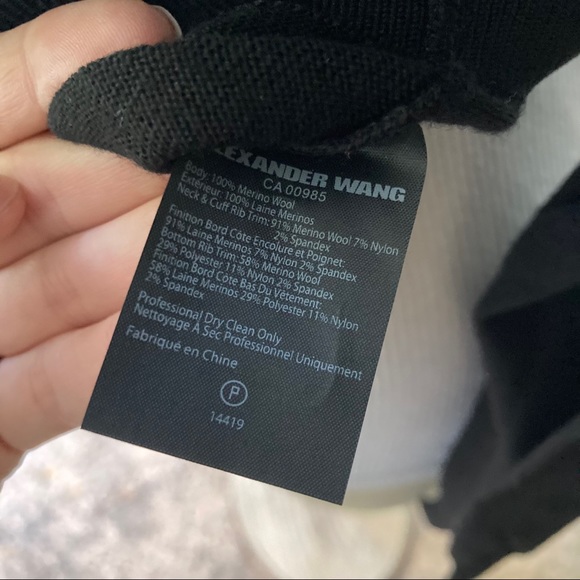 EXANDER WANG
CA 00985
Body: 100% Merino Wool
Extérieur: 100% Laine Merinos
Neck & Cuff Rib Trim: 91% Merino Wool 7% Nylon
2% Spandex
Finition Bord Côte Encolure et Poignet:
91% Laine Merinos 7% Nylon 2% Spandex
Bottom Rib Trim: 58% Merino Wool
29% Polyester 11% Nylon 2% Spandex
Finition Bord Côte Bas Du Vêtement:
58% Laine Merinos 29% Polyester 11% Nylon
2% Spandex
Professional Dry Clean Only
Nettoyage À Sec Professionnel Uniquement
Fabriqué en Chine
P
14419